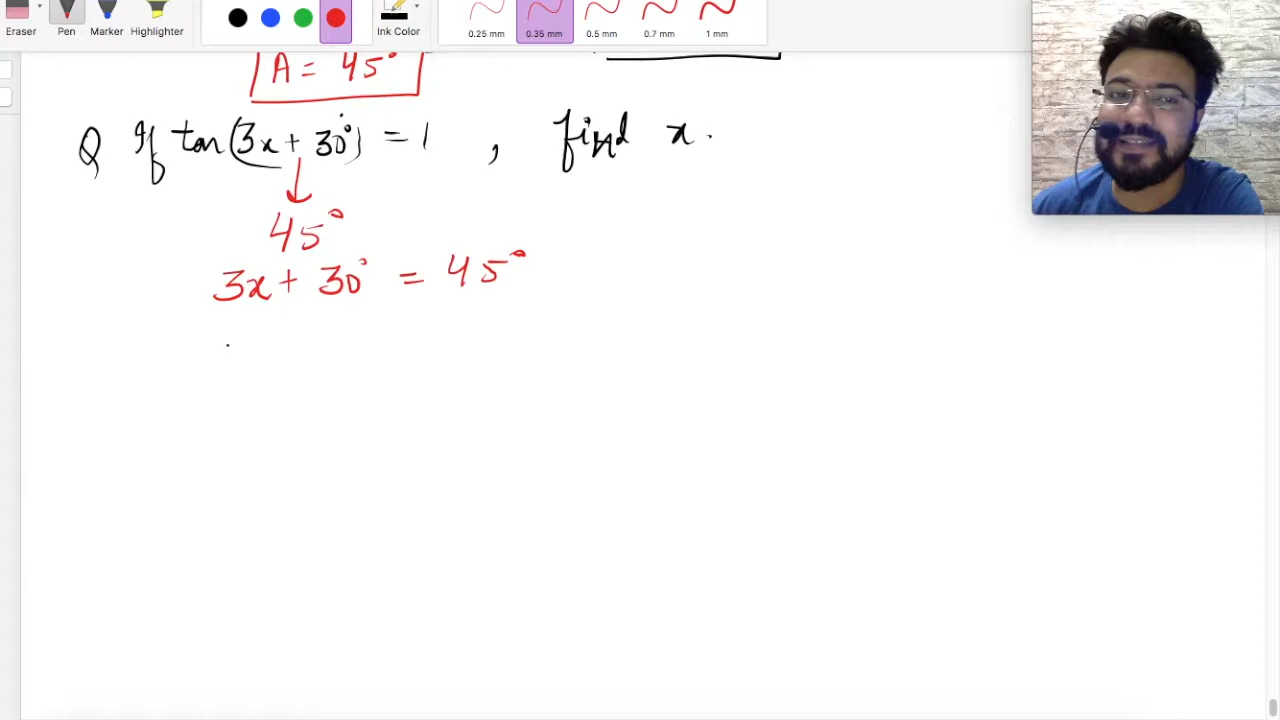 Eraser Pen Marker Highlighter Ink Color 0.25 mm 0.35 mm 0.5 mm 0.7 mm 1 mm
A = 45°
Q If tan(3x + 30°) = 1 , find x.
45°
3x + 30° = 45°